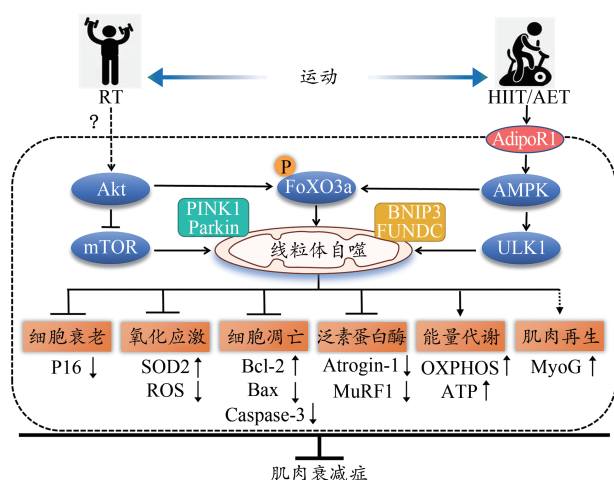 运动
RT
HIIT/AET
?
AdipoR1
P
Akt
FoXO3a
AMPK
PINK1
Parkin
BNIP3
FUNDC
mTOR
线粒体自噬
ULK1
细胞衰老 氧化应激 细胞凋亡 泛素蛋白酶 能量代谢 肌肉再生
P16↓ SOD2↑ Bcl-2↑ Atrogin-1↓ OXPHOS↑ MyoG↑
ROS↓ Bax↓ MuRF1↓ ATP↑
Caspase-3↓
肌肉衰减症